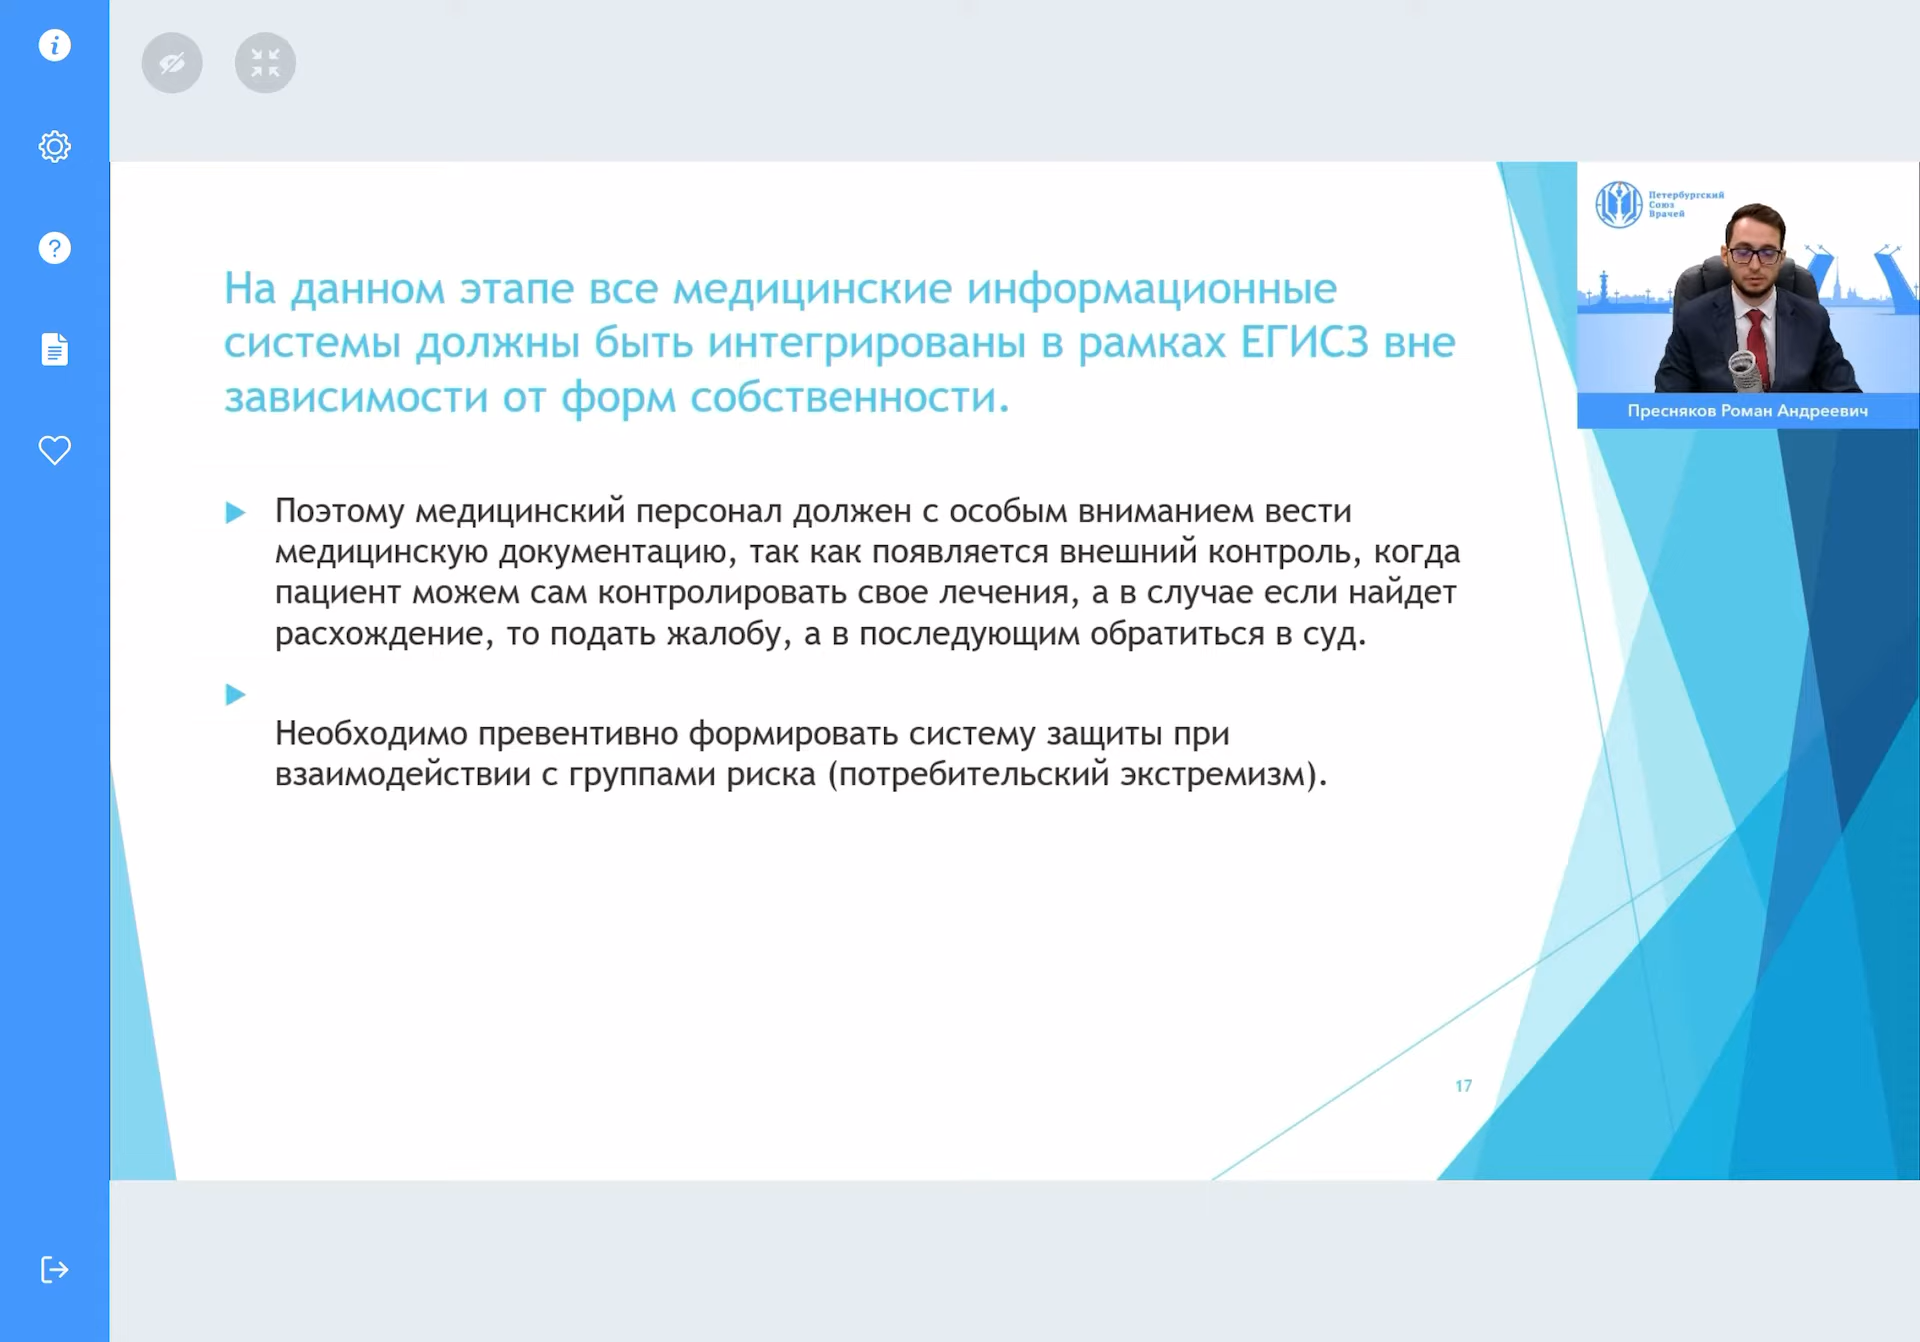 На данном этапе все медицинские информационные
системы должны быть интегрированы в рамках ЕГИСЗ вне
зависимости от форм собственности.
Поэтому медицинский персонал должен с особым вниманием вести
медицинскую документацию, так как появляется внешний контроль, когда
пациент можем сам контролировать свое лечения, а в случае если найдет
расхождение, то подать жалобу, а в последующим обратиться в суд.
Необходимо превентивно формировать систему защиты при
взаимодействии с группами риска (потребительский экстремизм).
17
Петербургский
Союз
Врачей
Пресняков Роман Андреевич